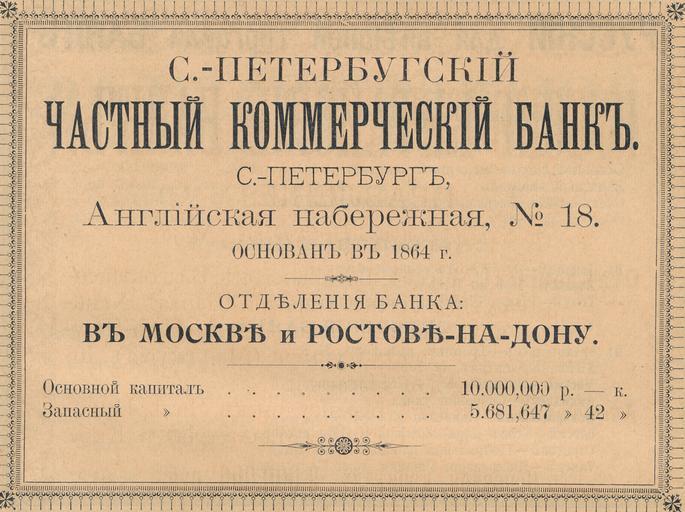 С.-ПЕТЕРБУГСКІЙ
ЧАСТНЫЙ КОММЕРЧЕСКІЙ БАНКЪ.
С.-ПЕТЕРБУРГЪ,
Англійская набережная, № 18.
ОСНОВАНЪ ВЪ 1864 г.
ОТДѢЛЕНІЯ БАНКА:
ВЪ МОСКВѢ и РОСТОВѢ-НА-ДОНУ.
Основной капиталъ . . . . . . . . . 10.000,000 р. — к.
Запасный » . . . . . . . . . 5.681,647 » 42 »